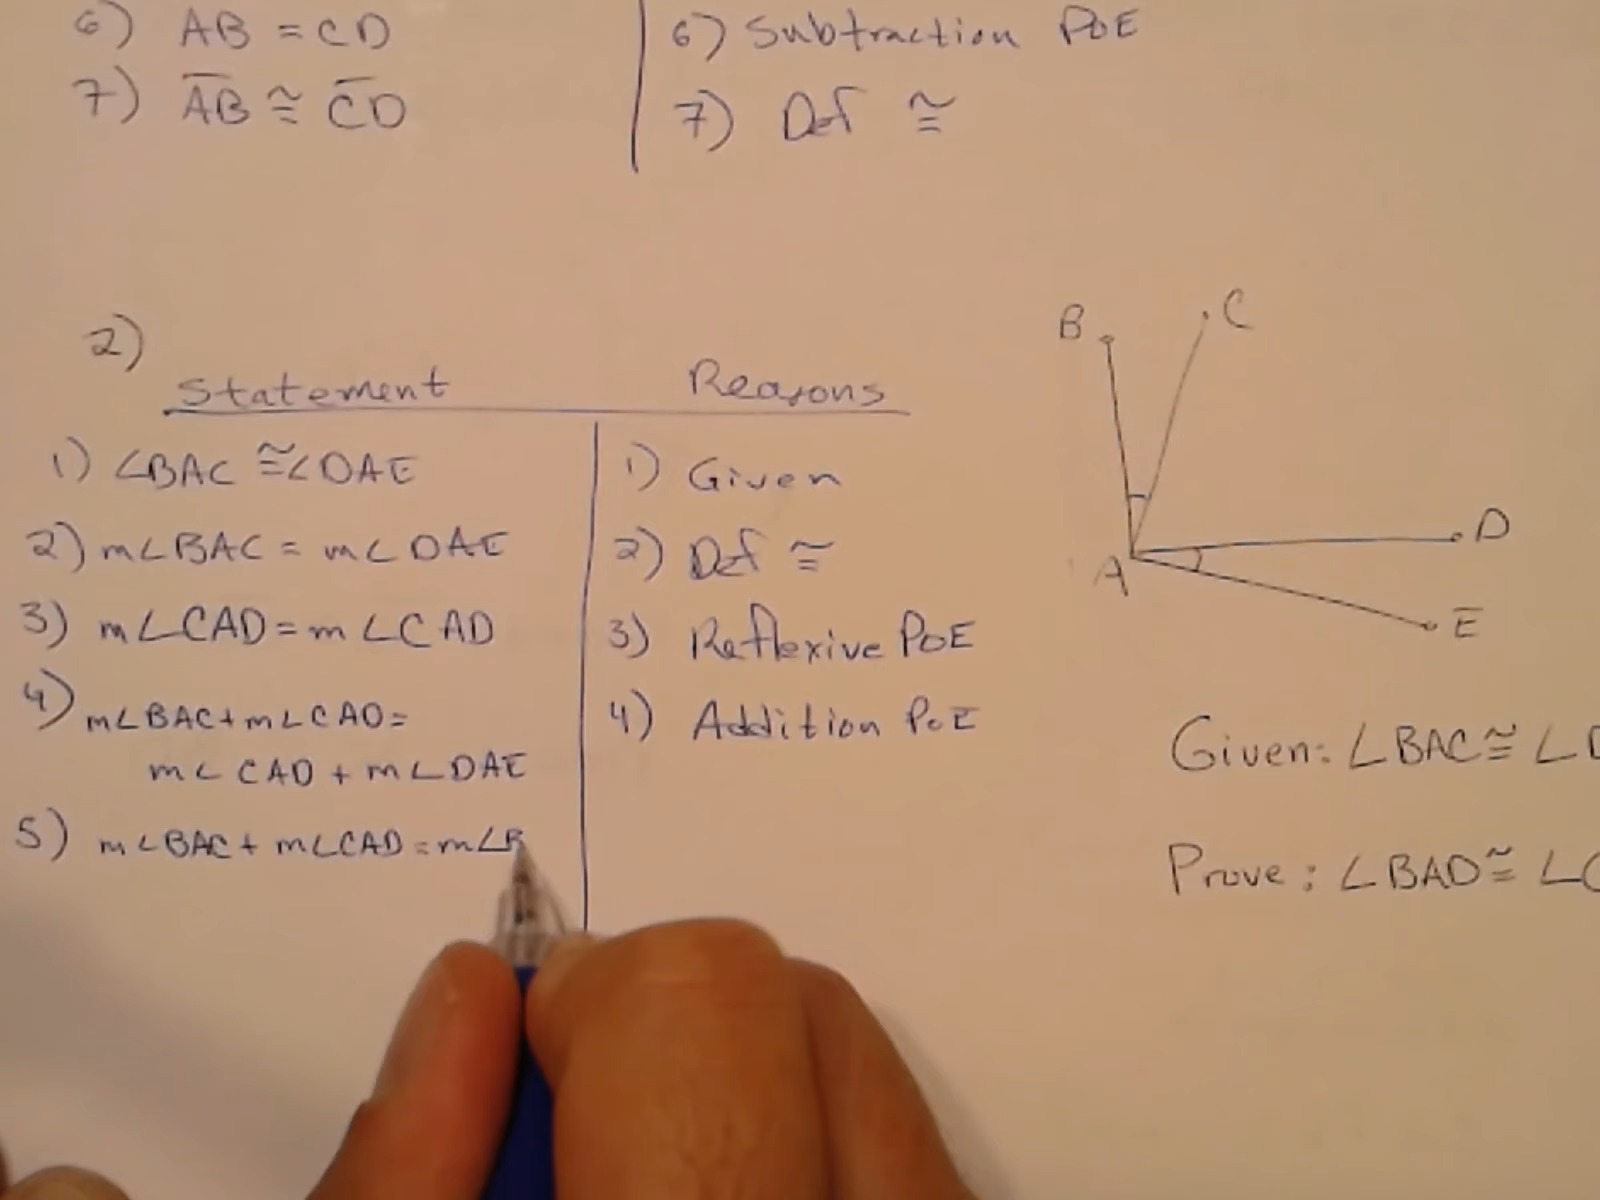 6) AB = CD
6) Subtraction PoE
7) AB ≅ CD
7) Def ≅
2)
Statement
Reasons
1) ∠BAC ≅ ∠DAE
1) Given
2) m∠BAC = m∠DAE
2) Def ≅
3) m∠CAD = m∠CAD
3) Reflexive PoE
4) m∠BAC + m∠CAD =
m∠CAD + m∠DAE
4) Addition PoE
5) m∠BAC + m∠CAD = m∠B
B
C
D
A
E
Given: ∠BAC ≅ ∠D
Prove: ∠BAD ≅ ∠C